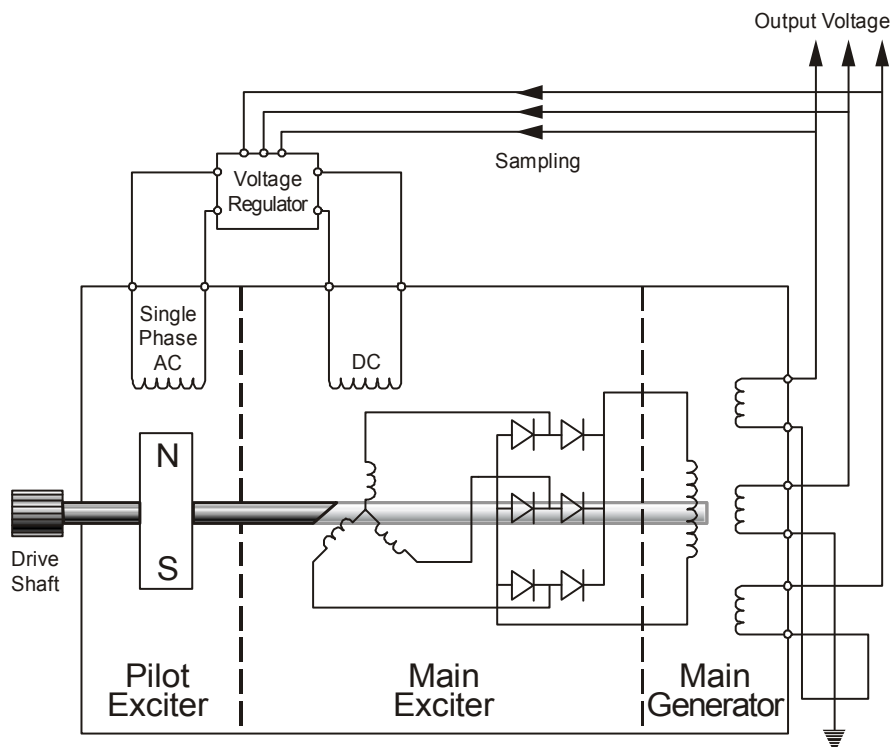 Output Voltage
Sampling
Voltage
Regulator
Single
Phase
AC
DC
N
S
Drive
Shaft
Pilot
Exciter
Main
Exciter
Main
Generator